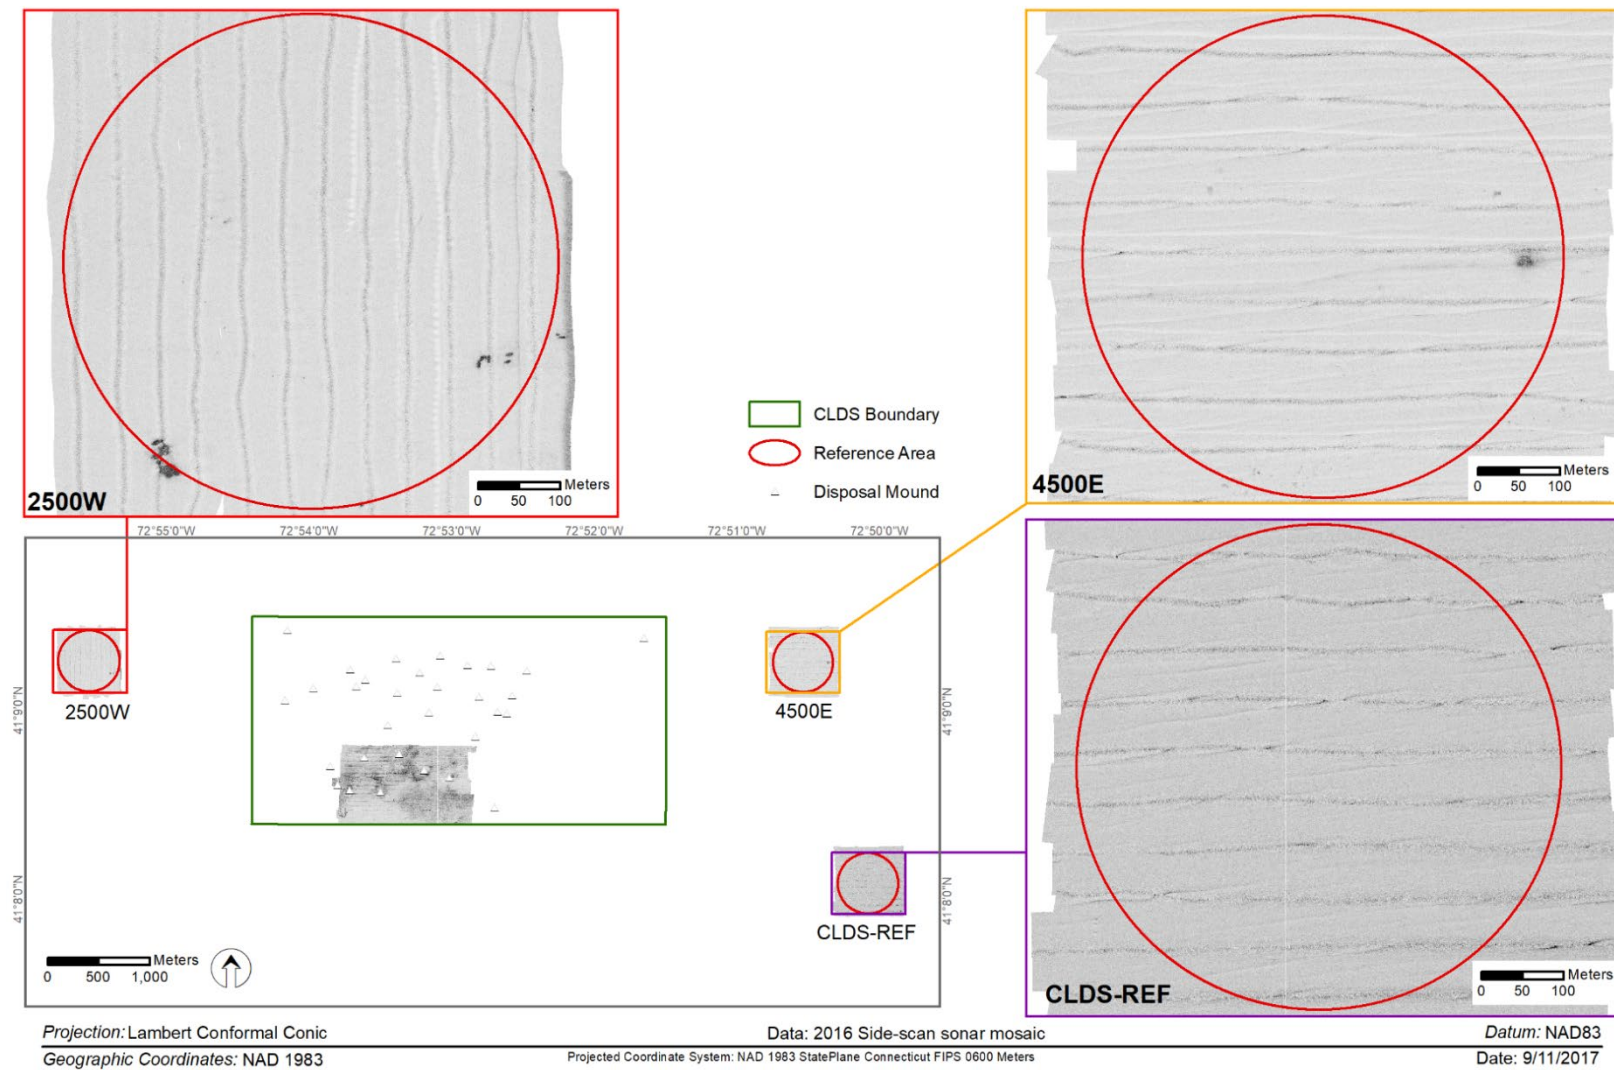 Meters
0 50 100
2500W
CLDS Boundary
Reference Area
Disposal Mound
Meters
0 50 100
4500E
72°55'0"W 72°54'0"W 72°53'0"W 72°52'0"W 72°51'0"W 72°50'0"W
41°9'0"N
41°8'0"N
2500W
4500E
CLDS-REF
41°9'0"N
41°8'0"N
Meters
0 500 1,000
Meters
0 50 100
CLDS-REF
Projection: Lambert Conformal Conic Data: 2016 Side-scan sonar mosaic Datum: NAD83
Geographic Coordinates: NAD 1983 Projected Coordinate System: NAD 1983 StatePlane Connecticut FIPS 0600 Meters Date: 9/11/2017